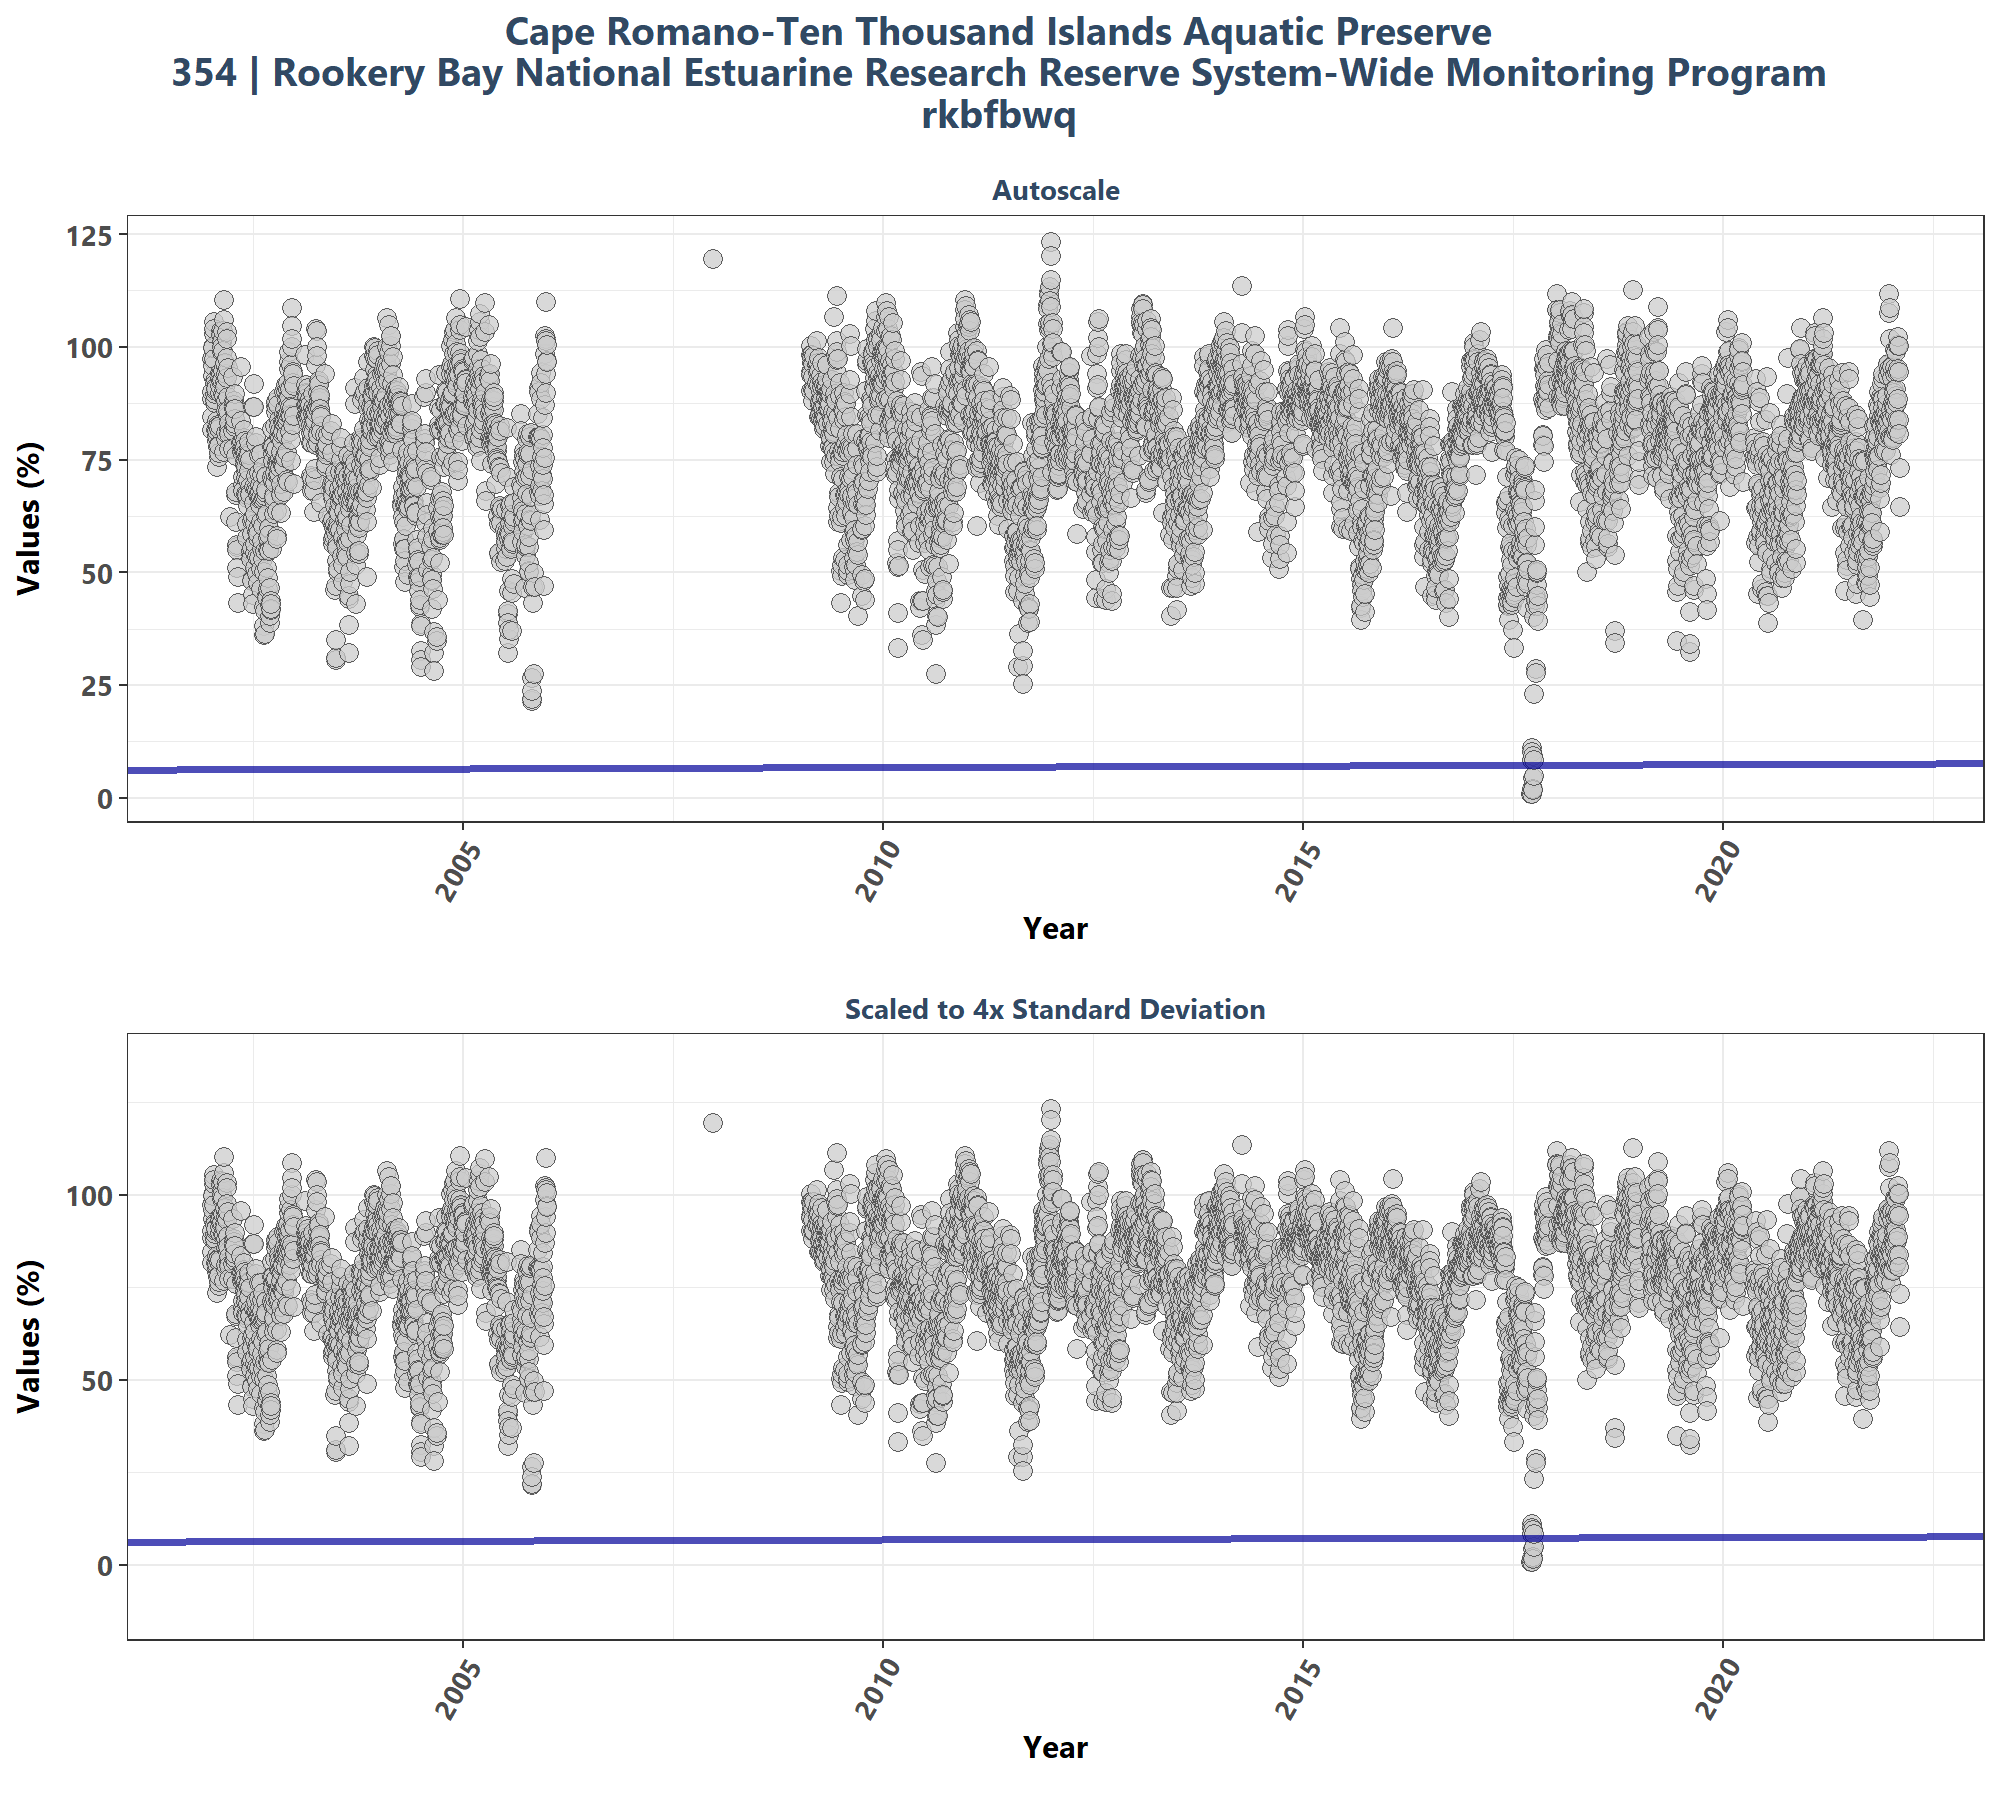 Cape Romano-Ten Thousand Islands Aquatic Preserve
354 | Rookery Bay National Estuarine Research Reserve System-Wide Monitoring Program
rkbfbwq
Autoscale
Values (%)
125
100
75
50
25
0
2005
2010
2015
2020
Year
Scaled to 4x Standard Deviation
Values (%)
100
50
0
2005
2010
2015
2020
Year